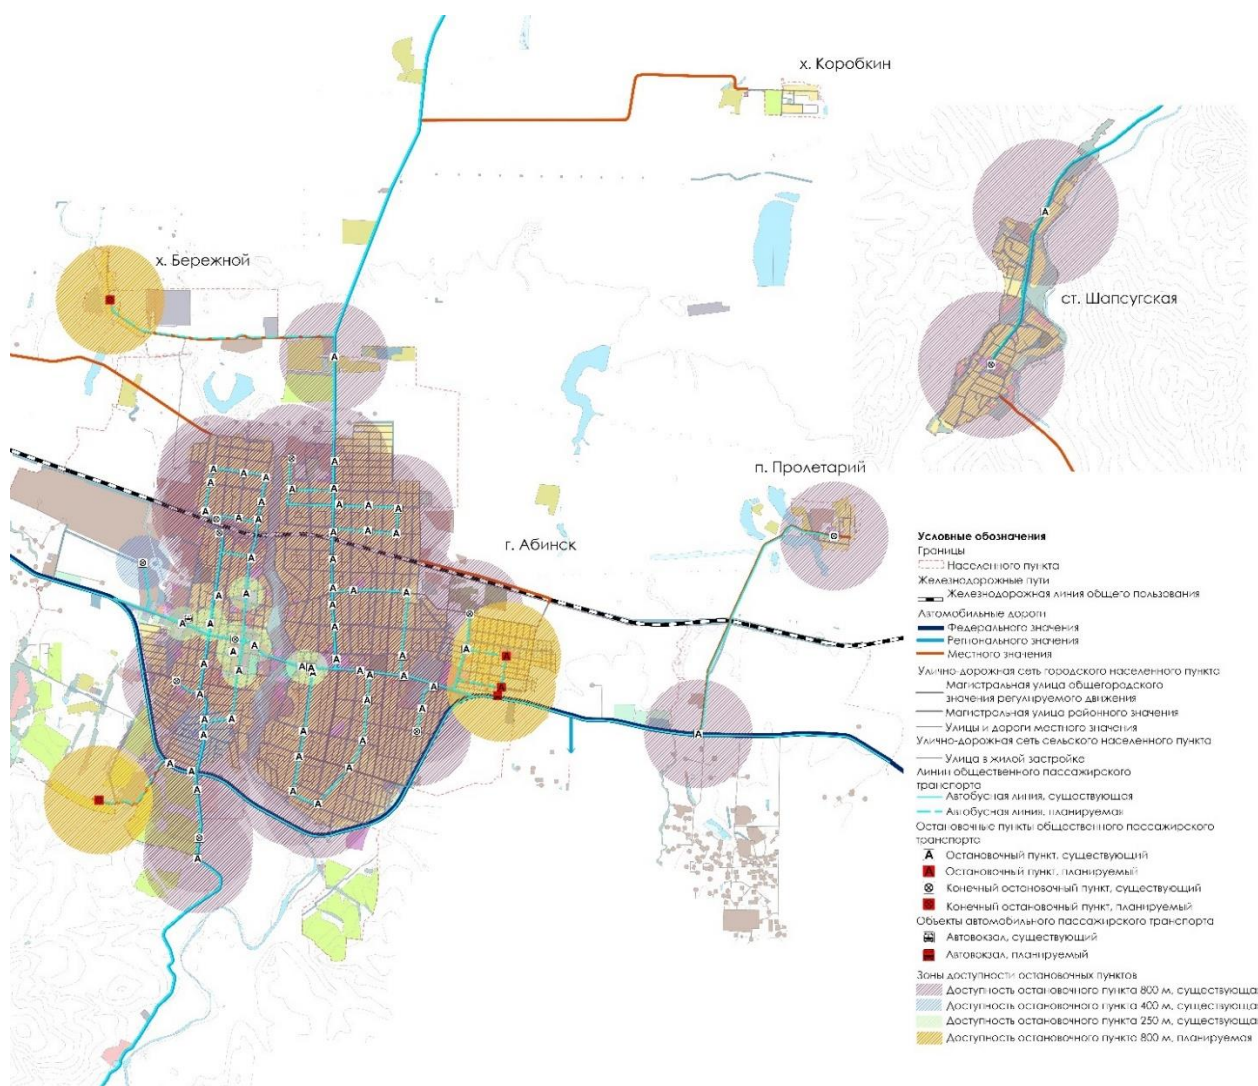 х. Коробкин
х. Бережной
ст. Шапсугская
п. Пролетарий
г. Абинск
Условные обозначения
Границы
Населенного пункта
Железнодорожные пути
Железнодорожная линия общего пользования
Автомобильные дороги
Федерального значения
Регионального значения
Местного значения
Улично-дорожная сеть городского населенного пункта
Магистральная улица общегородского
значения регулируемого движения
Магистральная улица районного значения
Улицы и дороги местного значения
Улично-дорожная сеть сельского населенного пункта
Улица в жилой застройке
Линии общественного пассажирского
транспорта
Автобусная линия, существующая
Автобусная линия, планируемая
Остановочные пункты общественного пассажирского
транспорта
А Остановочный пункт, существующий
А Остановочный пункт, планируемый
Конечный остановочный пункт, существующий
Конечный остановочный пункт, планируемый
Объекты автомобильного пассажирского транспорта
Автовокзал, существующий
Автовокзал, планируемый
Зоны доступности остановочных пунктов
Доступность остановочного пункта 800 м, существующа
Доступность остановочного пункта 400 м, существующа
Доступность остановочного пункта 250 м, существующа
Доступность остановочного пункта 800 м, планируемая